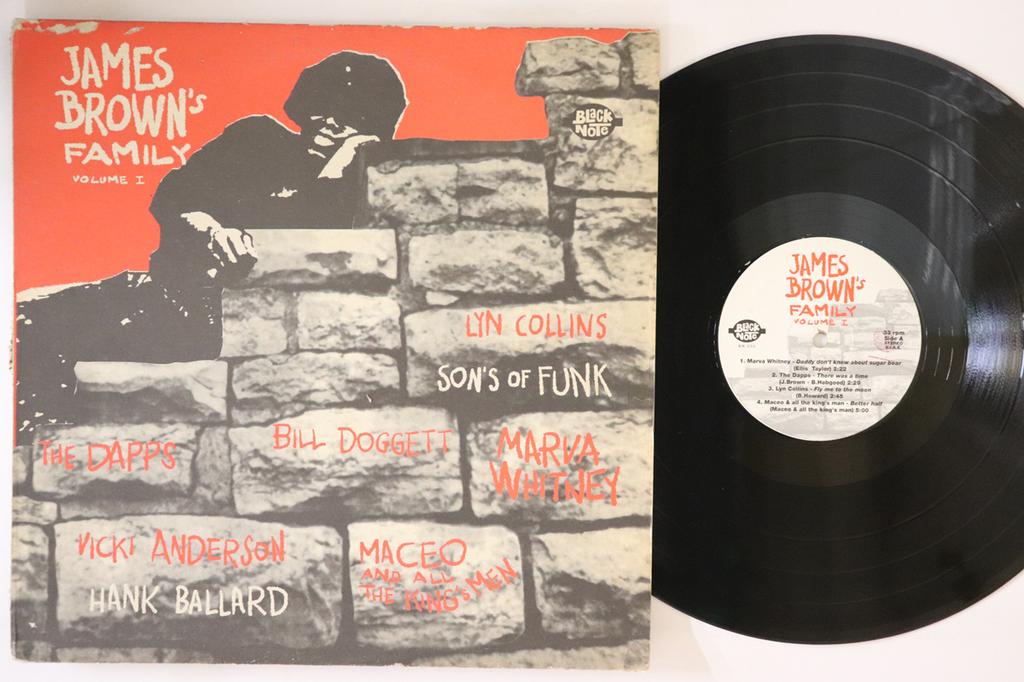 JAMES
BROWN's
FAMILY
VOLUME I
BLACK
NOTE
LYN COLLINS
SON'S OF FUNK
THE DAPPS
BILL DOGGETT
MARVA
WHITNEY
VICKI ANDERSON
HANK BALLARD
MACEO
AND ALL
THE KING'S MEN
JAMES
BROWN's
FAMILY
VOLUME I
BLACK
NOTE
33 rpm
Side A
STEREO
1. Marva Whitney - Daddy don't know about sugar bear
(Ellis Taylor) 2:22
2. The Dapps - There was a time
(J.Brown - B.Hobgood) 2:29
3. Lyn Collins - Fly me to the moon
(B.Howard) 2:45
4. Maceo & all the king's man - Better half
(Maceo & all the king's man) 5:00